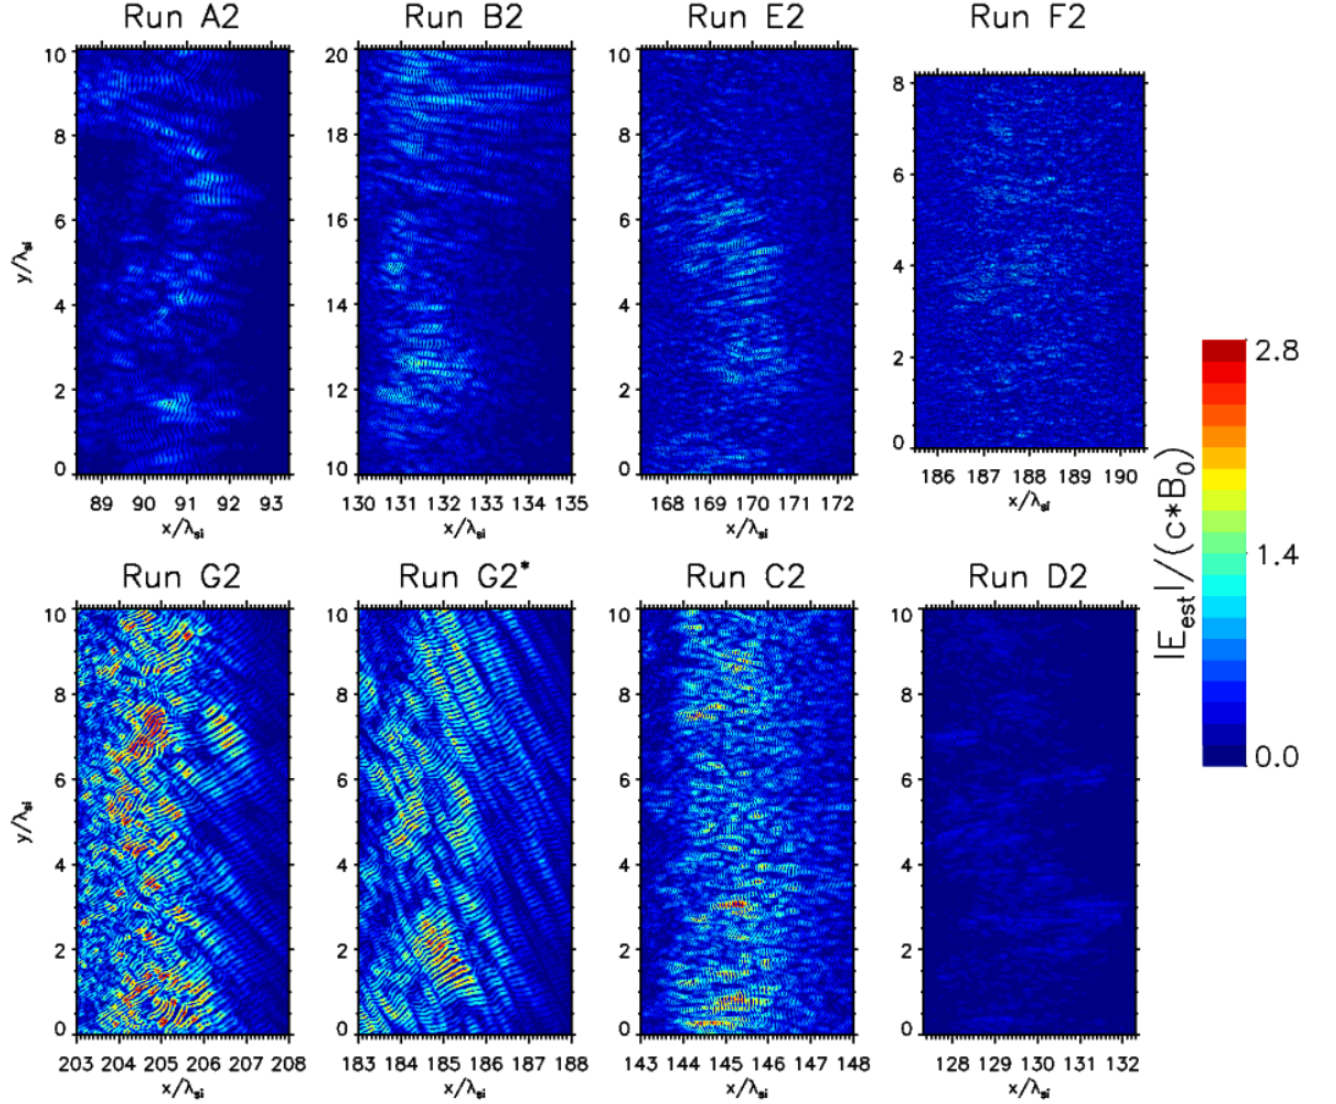 Run A2
Run B2
Run E2
Run F2
10
8
6
4
2
0
y/λsi
89 90 91 92 93
x/λsi
20
18
16
14
12
10
130 131 132 133 134 135
x/λsi
10
8
6
4
2
0
168 169 170 171 172
x/λsi
8
6
4
2
0
186 187 188 189 190
x/λsi
2.8
1.4
0.0
|Eest|/(c*B0)
Run G2
Run G2*
Run C2
Run D2
10
8
6
4
2
0
y/λsi
203 204 205 206 207 208
x/λsi
10
8
6
4
2
0
183 184 185 186 187 188
x/λsi
10
8
6
4
2
0
143 144 145 146 147 148
x/λsi
10
8
6
4
2
0
128 129 130 131 132
x/λsi